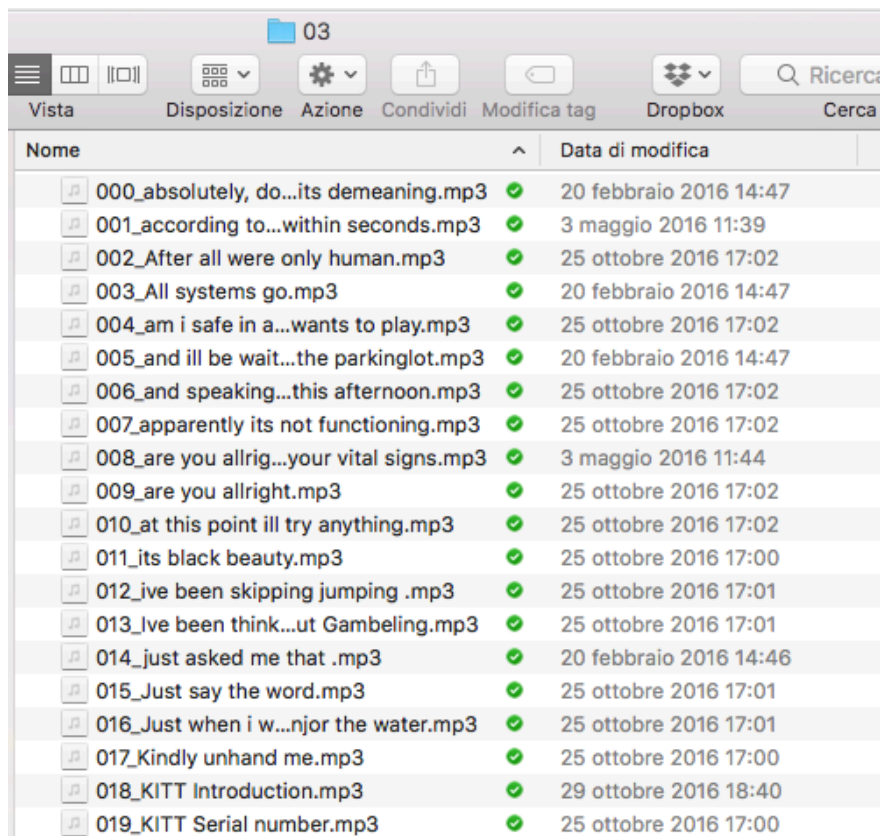 03
Ricerca
Vista Disposizione Azione Condividi Modifica tag Dropbox Cerca
Nome Data di modifica
000_absolutely, do...its demeaning.mp3 20 febbraio 2016 14:47
001_according to...within seconds.mp3 3 maggio 2016 11:39
002_After all were only human.mp3 25 ottobre 2016 17:02
003_All systems go.mp3 20 febbraio 2016 14:47
004_am i safe in a...wants to play.mp3 25 ottobre 2016 17:02
005_and ill be wait...the parkinglot.mp3 20 febbraio 2016 14:47
006_and speaking...this afternoon.mp3 25 ottobre 2016 17:02
007_apparently its not functioning.mp3 25 ottobre 2016 17:02
008_are you allrig...your vital signs.mp3 3 maggio 2016 11:44
009_are you allright.mp3 25 ottobre 2016 17:02
010_at this point ill try anything.mp3 25 ottobre 2016 17:02
011_its black beauty.mp3 25 ottobre 2016 17:00
012_ive been skipping jumping .mp3 25 ottobre 2016 17:01
013_Ive been think...ut Gambeling.mp3 25 ottobre 2016 17:01
014_just asked me that .mp3 20 febbraio 2016 14:46
015_Just say the word.mp3 25 ottobre 2016 17:01
016_Just when i w...njor the water.mp3 25 ottobre 2016 17:01
017_Kindly unhand me.mp3 25 ottobre 2016 17:00
018_KITT Introduction.mp3 29 ottobre 2016 18:40
019_KITT Serial number.mp3 25 ottobre 2016 17:00